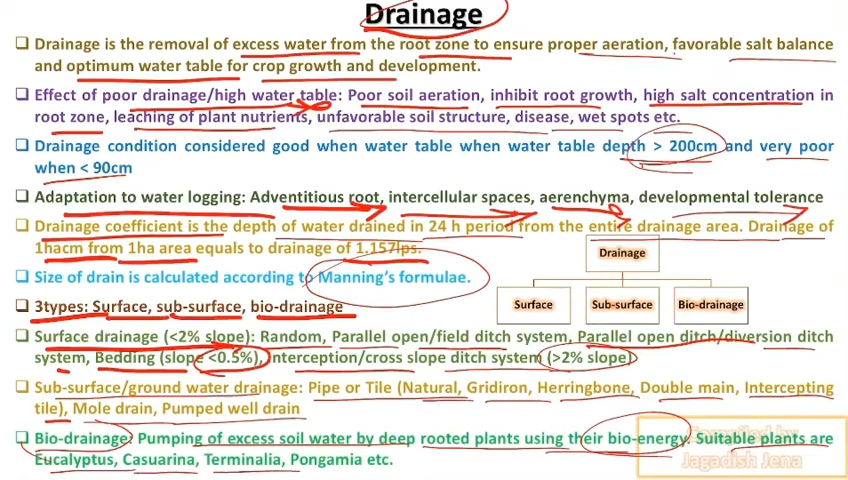 Drainage
❑ Drainage is the removal of excess water from the root zone to ensure proper aeration, favorable salt balance
and optimum water table for crop growth and development.
❑ Effect of poor drainage/high water table: Poor soil aeration, inhibit root growth, high salt concentration in
root zone, leaching of plant nutrients, unfavorable soil structure, disease, wet spots etc.
❑ Drainage condition considered good when water table when water table depth > 200cm and very poor
when < 90cm
❑ Adaptation to water logging: Adventitious root, intercellular spaces, aerenchyma, developmental tolerance
❑ Drainage coefficient is the depth of water drained in 24 h period from the entire drainage area. Drainage of
1hacm from 1ha area equals to drainage of 1.157lps.
❑ Size of drain is calculated according to Manning's formulae.
❑ 3types: Surface, sub-surface, bio-drainage
Drainage
Surface Sub-surface Bio-drainage
❑ Surface drainage (<2% slope): Random, Parallel open/field ditch system, Parallel open ditch/diversion ditch
system, Bedding (slope <0.5%), Interception/cross slope ditch system (>2% slope)
❑ Sub-surface/ground water drainage: Pipe or Tile (Natural, Gridiron, Herringbone, Double main, Intercepting
tile), Mole drain, Pumped well drain
❑ Bio-drainage: Pumping of excess soil water by deep rooted plants using their bio-energy. Suitable plants are
Eucalyptus, Casuarina, Terminalia, Pongamia etc.
Compiled by
Jagadish Jena